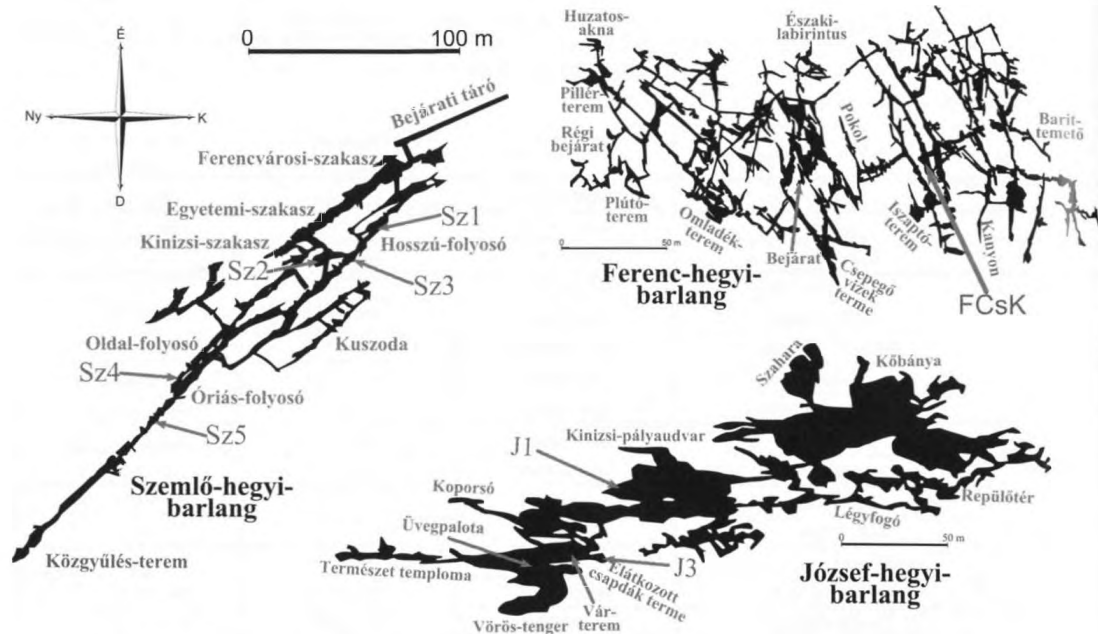 É
Ny
K
D
0
100 m
Bejárati táró
Ferencvárosi-szakasz
Egyetemi-szakasz
Sz1
Kinizsi-szakasz
Hosszú-folyosó
Sz2
Sz3
Oldal-folyosó
Kuszoda
Sz4
Óriás-folyosó
Sz5
Szemlő-hegyi-
barlang
Közgyűlés-terem
Huzatos-
akna
Északi-
labirintus
Pillér-
terem
Régi
bejárat
Pokol
Barit-
temető
Plútó-
terem
Omladék-
terem
Bejárat
Csepegő
vizek
terme
Iszaptó-
terem
Kanyon
0
50 m
Ferenc-hegyi-
barlang
FCsK
Szahara
Kőbánya
Kinizsi-pályaudvar
J1
Koporsó
Üvegpalota
Repülőtér
Légyfogó
0
50 m
Természet temploma
Elátkozott
csapdák terme
J3
József-hegyi-
barlang
Vár-
terem
Vörös-tenger